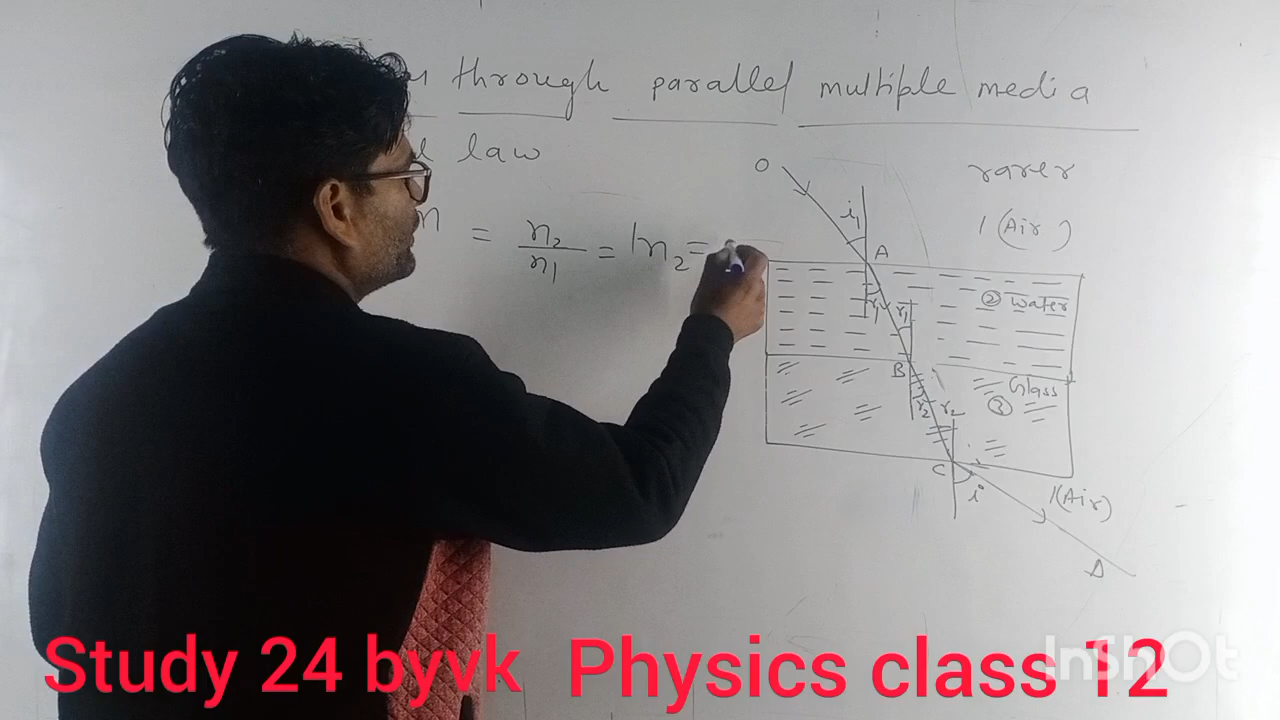 through parallel multiple media
law
= n₂/n₁ = ¹n₂ =
O
rarer
1 (Air)
i₁
A
r₁
r₁
② water
B
Glass
③
r₂
r₂
C
i
1(Air)
D
Study 24 byvk Physics class 12
InShOt